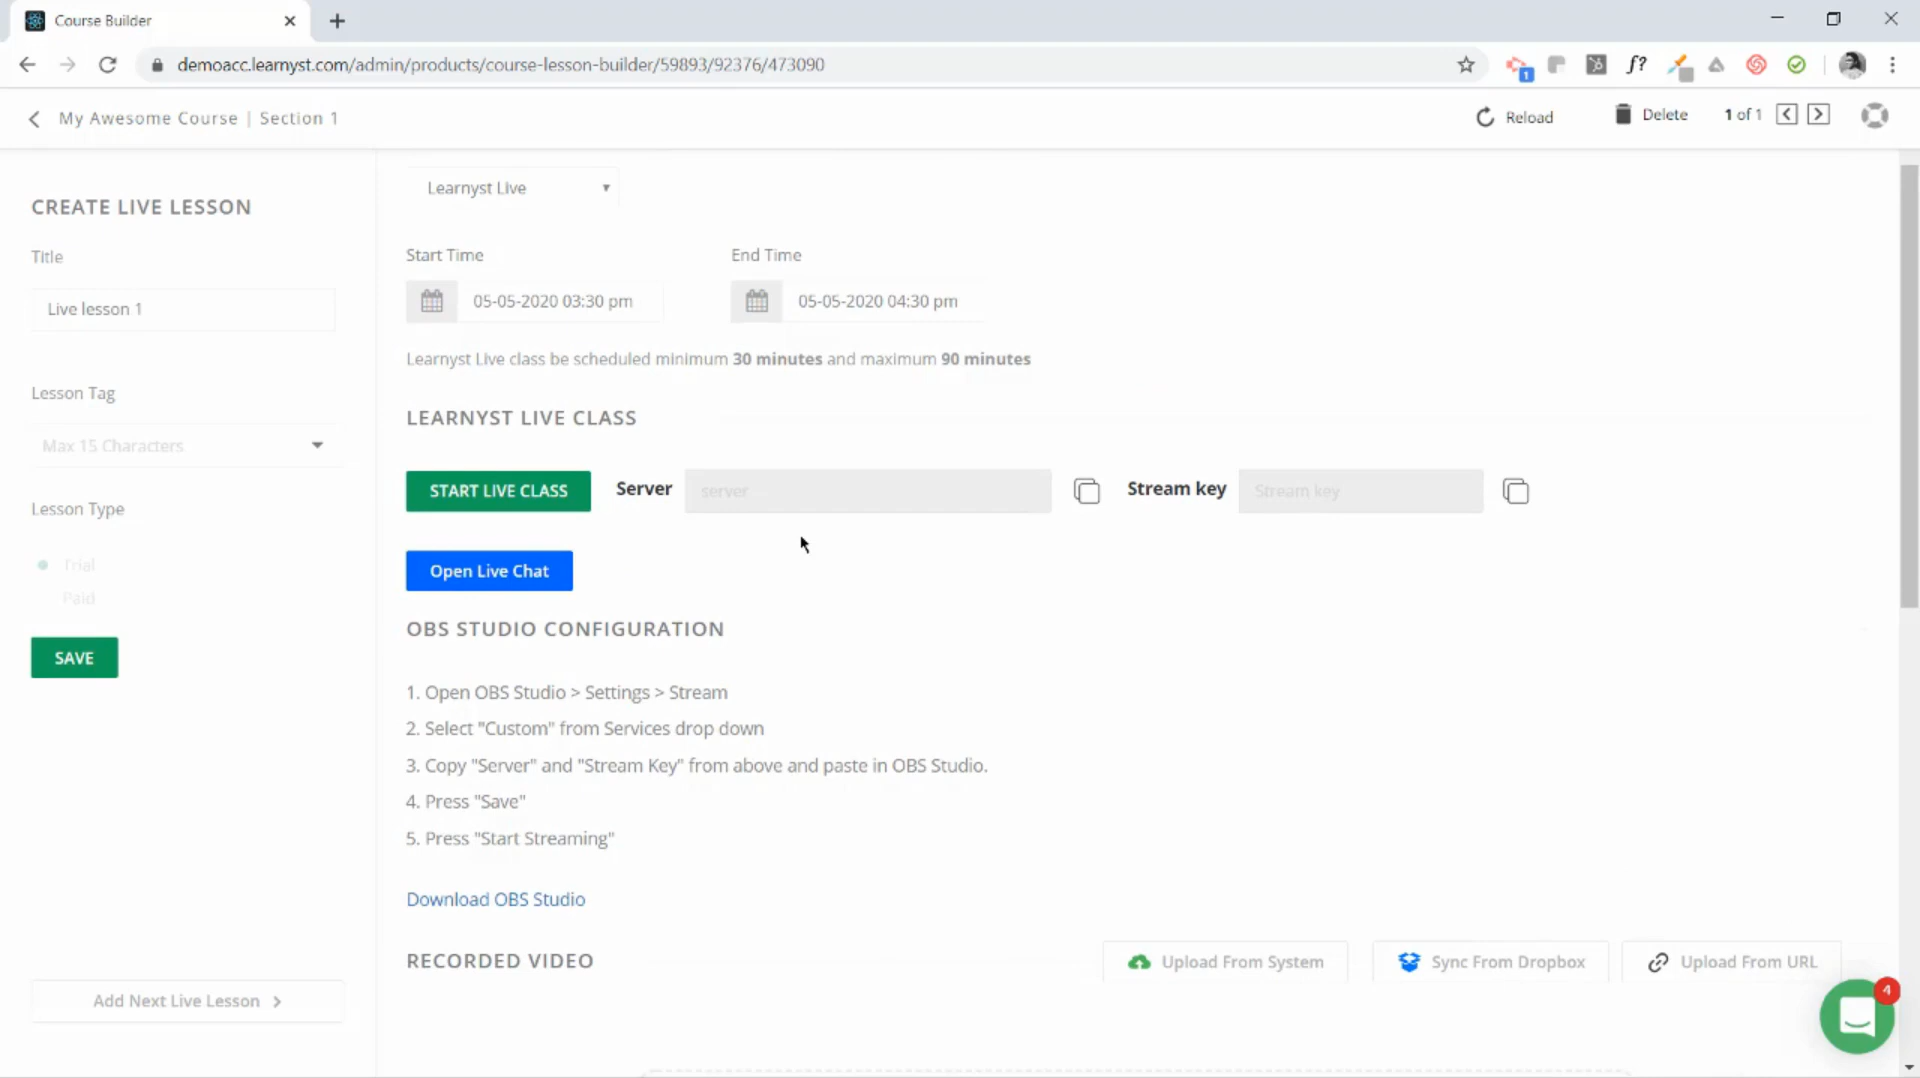 Course Builder
demoacc.learnyst.com/admin/products/course-lesson-builder/59893/92376/473090
1
f?
My Awesome Course | Section 1
Reload
Delete
1 of 1
CREATE LIVE LESSON
Title
Live lesson 1
Lesson Tag
Max 15 Characters
Lesson Type
Trial
Paid
SAVE
Add Next Live Lesson
Learnyst Live
Start Time
End Time
05-05-2020 03:30 pm
05-05-2020 04:30 pm
Learnyst Live class be scheduled minimum 30 minutes and maximum 90 minutes
LEARNYST LIVE CLASS
START LIVE CLASS
Server
server
Stream key
Stream key
Open Live Chat
OBS STUDIO CONFIGURATION
1. Open OBS Studio > Settings > Stream
2. Select "Custom" from Services drop down
3. Copy "Server" and "Stream Key" from above and paste in OBS Studio.
4. Press "Save"
5. Press "Start Streaming"
Download OBS Studio
RECORDED VIDEO
Upload From System
Sync From Dropbox
Upload From URL
4